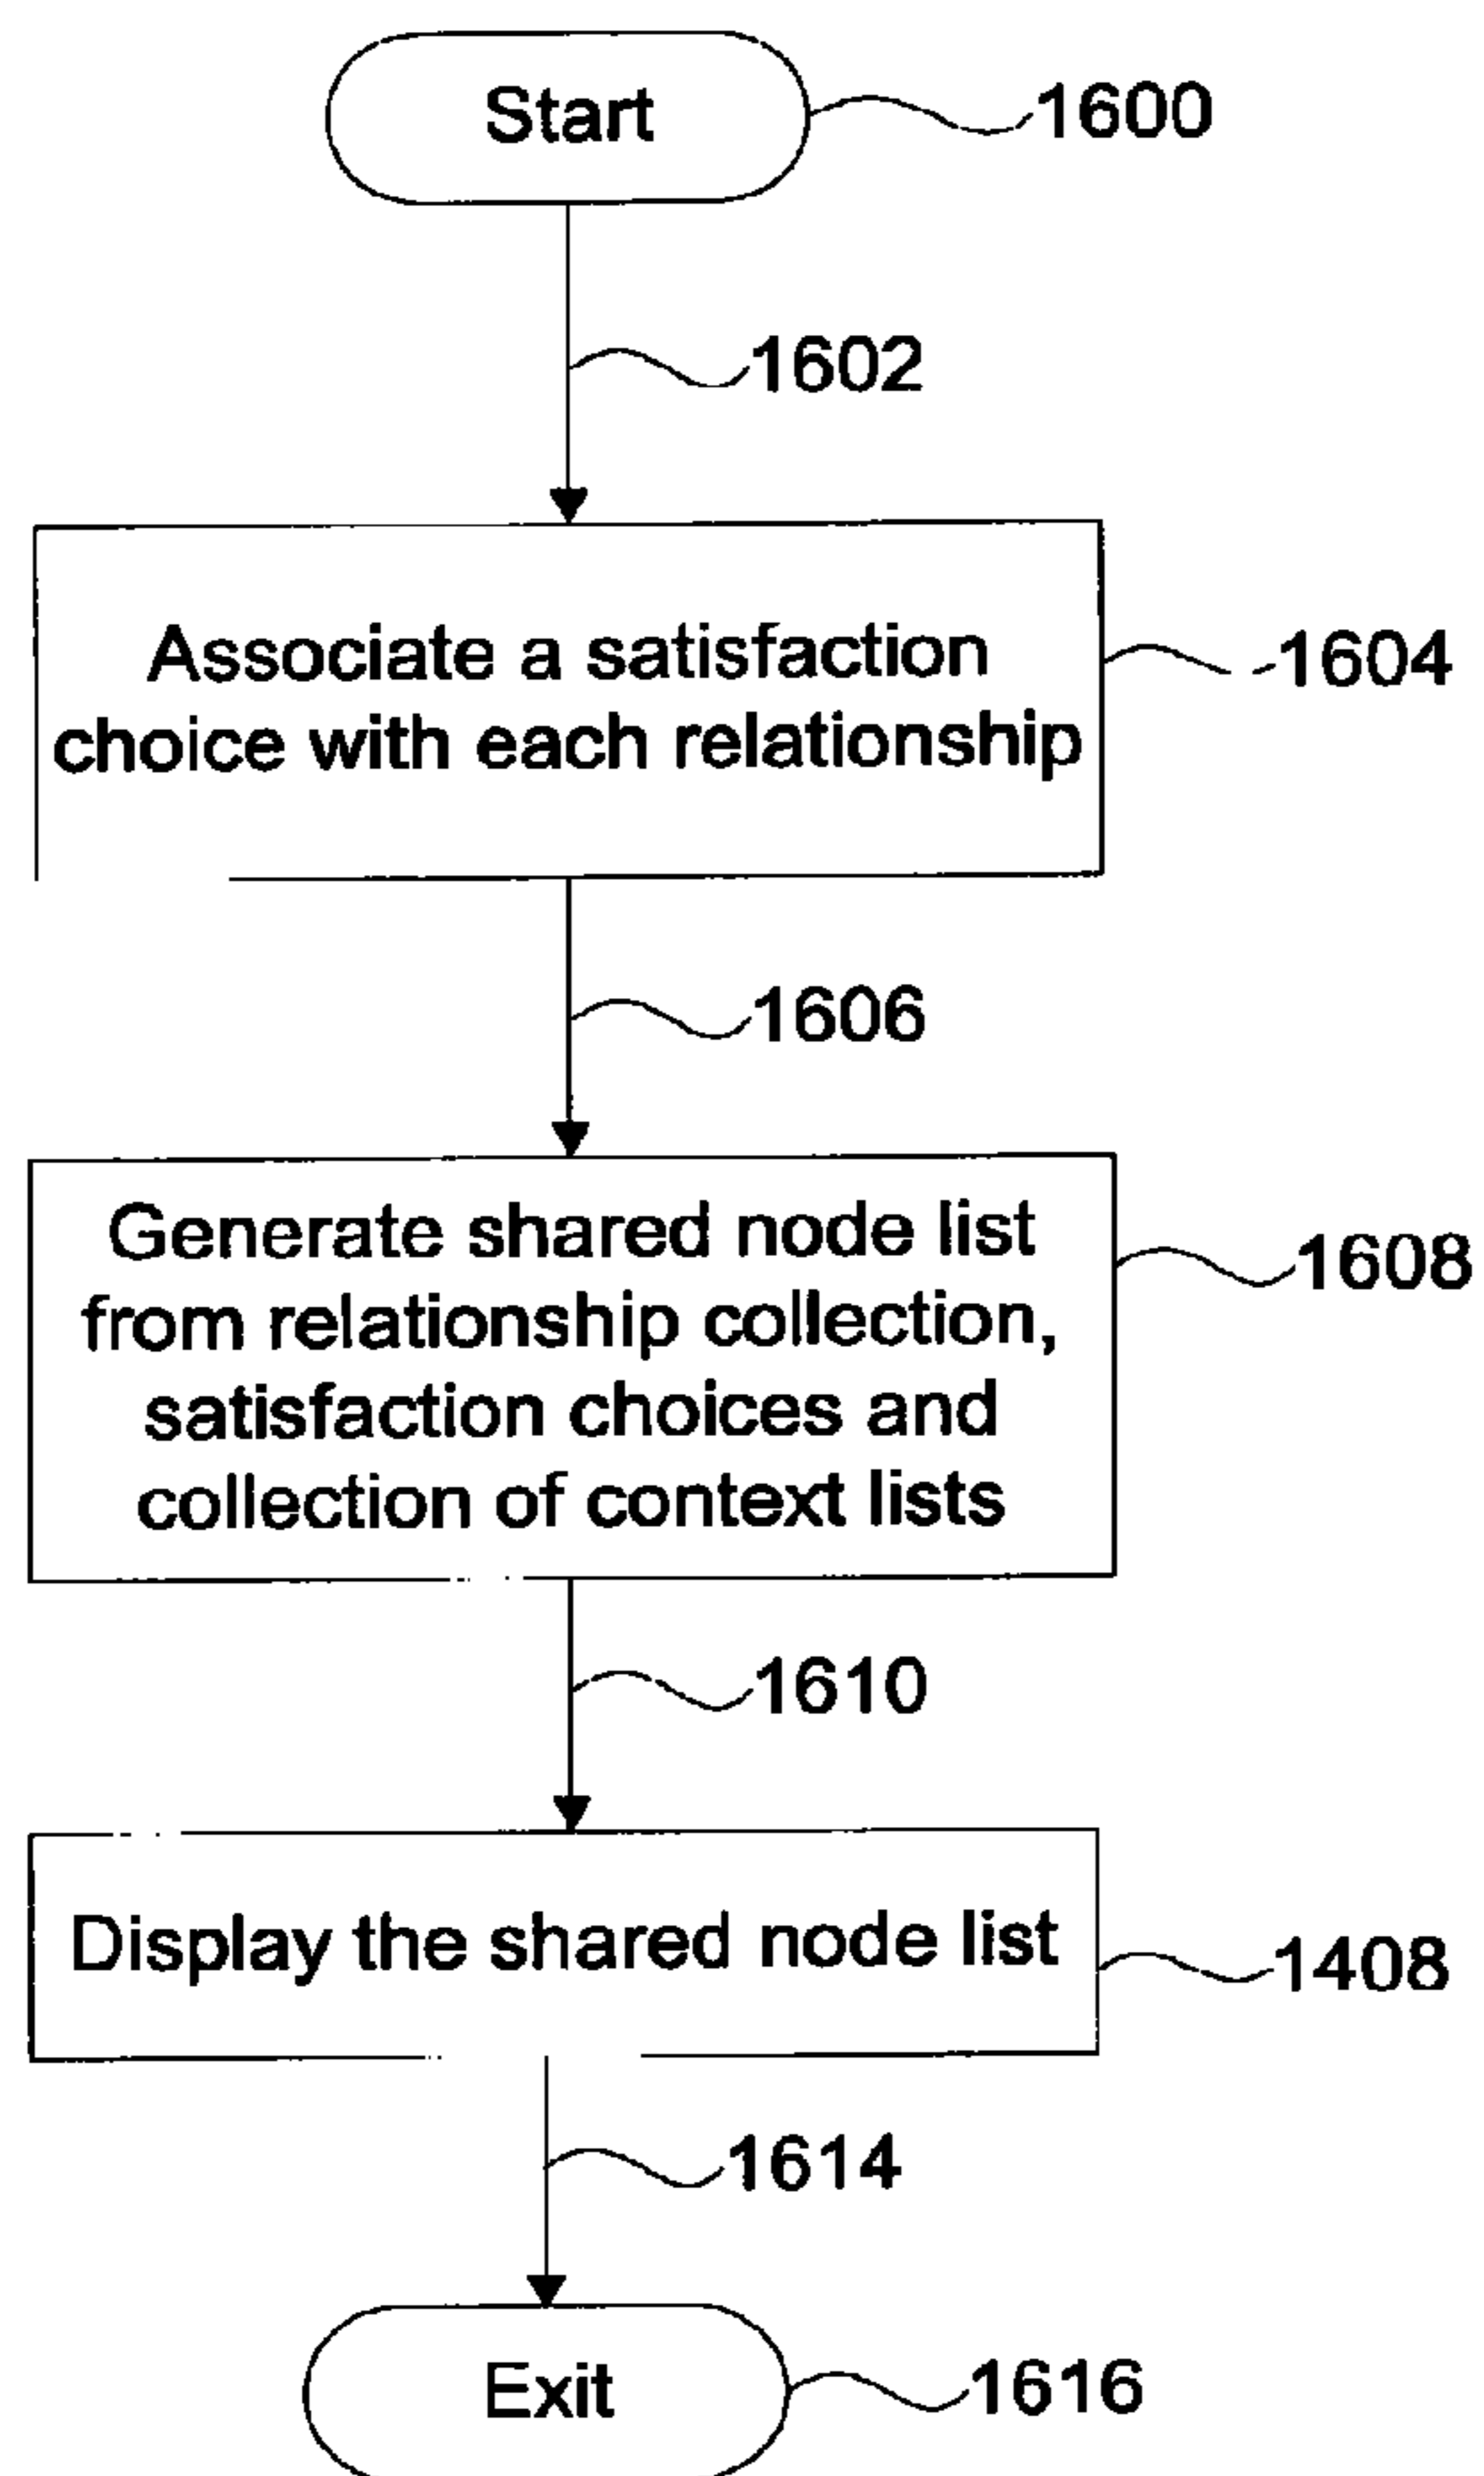 Start
1600
1602
Associate a satisfaction
choice with each relationship
1604
1606
Generate shared node list
from relationship collection,
satisfaction choices and
collection of context lists
1608
1610
Display the shared node list
1408
1614
Exit
1616